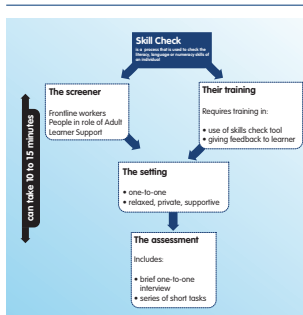 Skill Check
is a process that is used to check the
literacy, language or numeracy skills of
an individual
The screener
Frontline workers
People in role of Adult
Learner Support
Their training
Requires training in:
• use of skills check tool
• giving feedback to learner
can take 10 to 15 minutes
The setting
• one-to-one
• relaxed, private, supportive
The assessment
Includes:
• brief one-to-one
interview
• series of short tasks